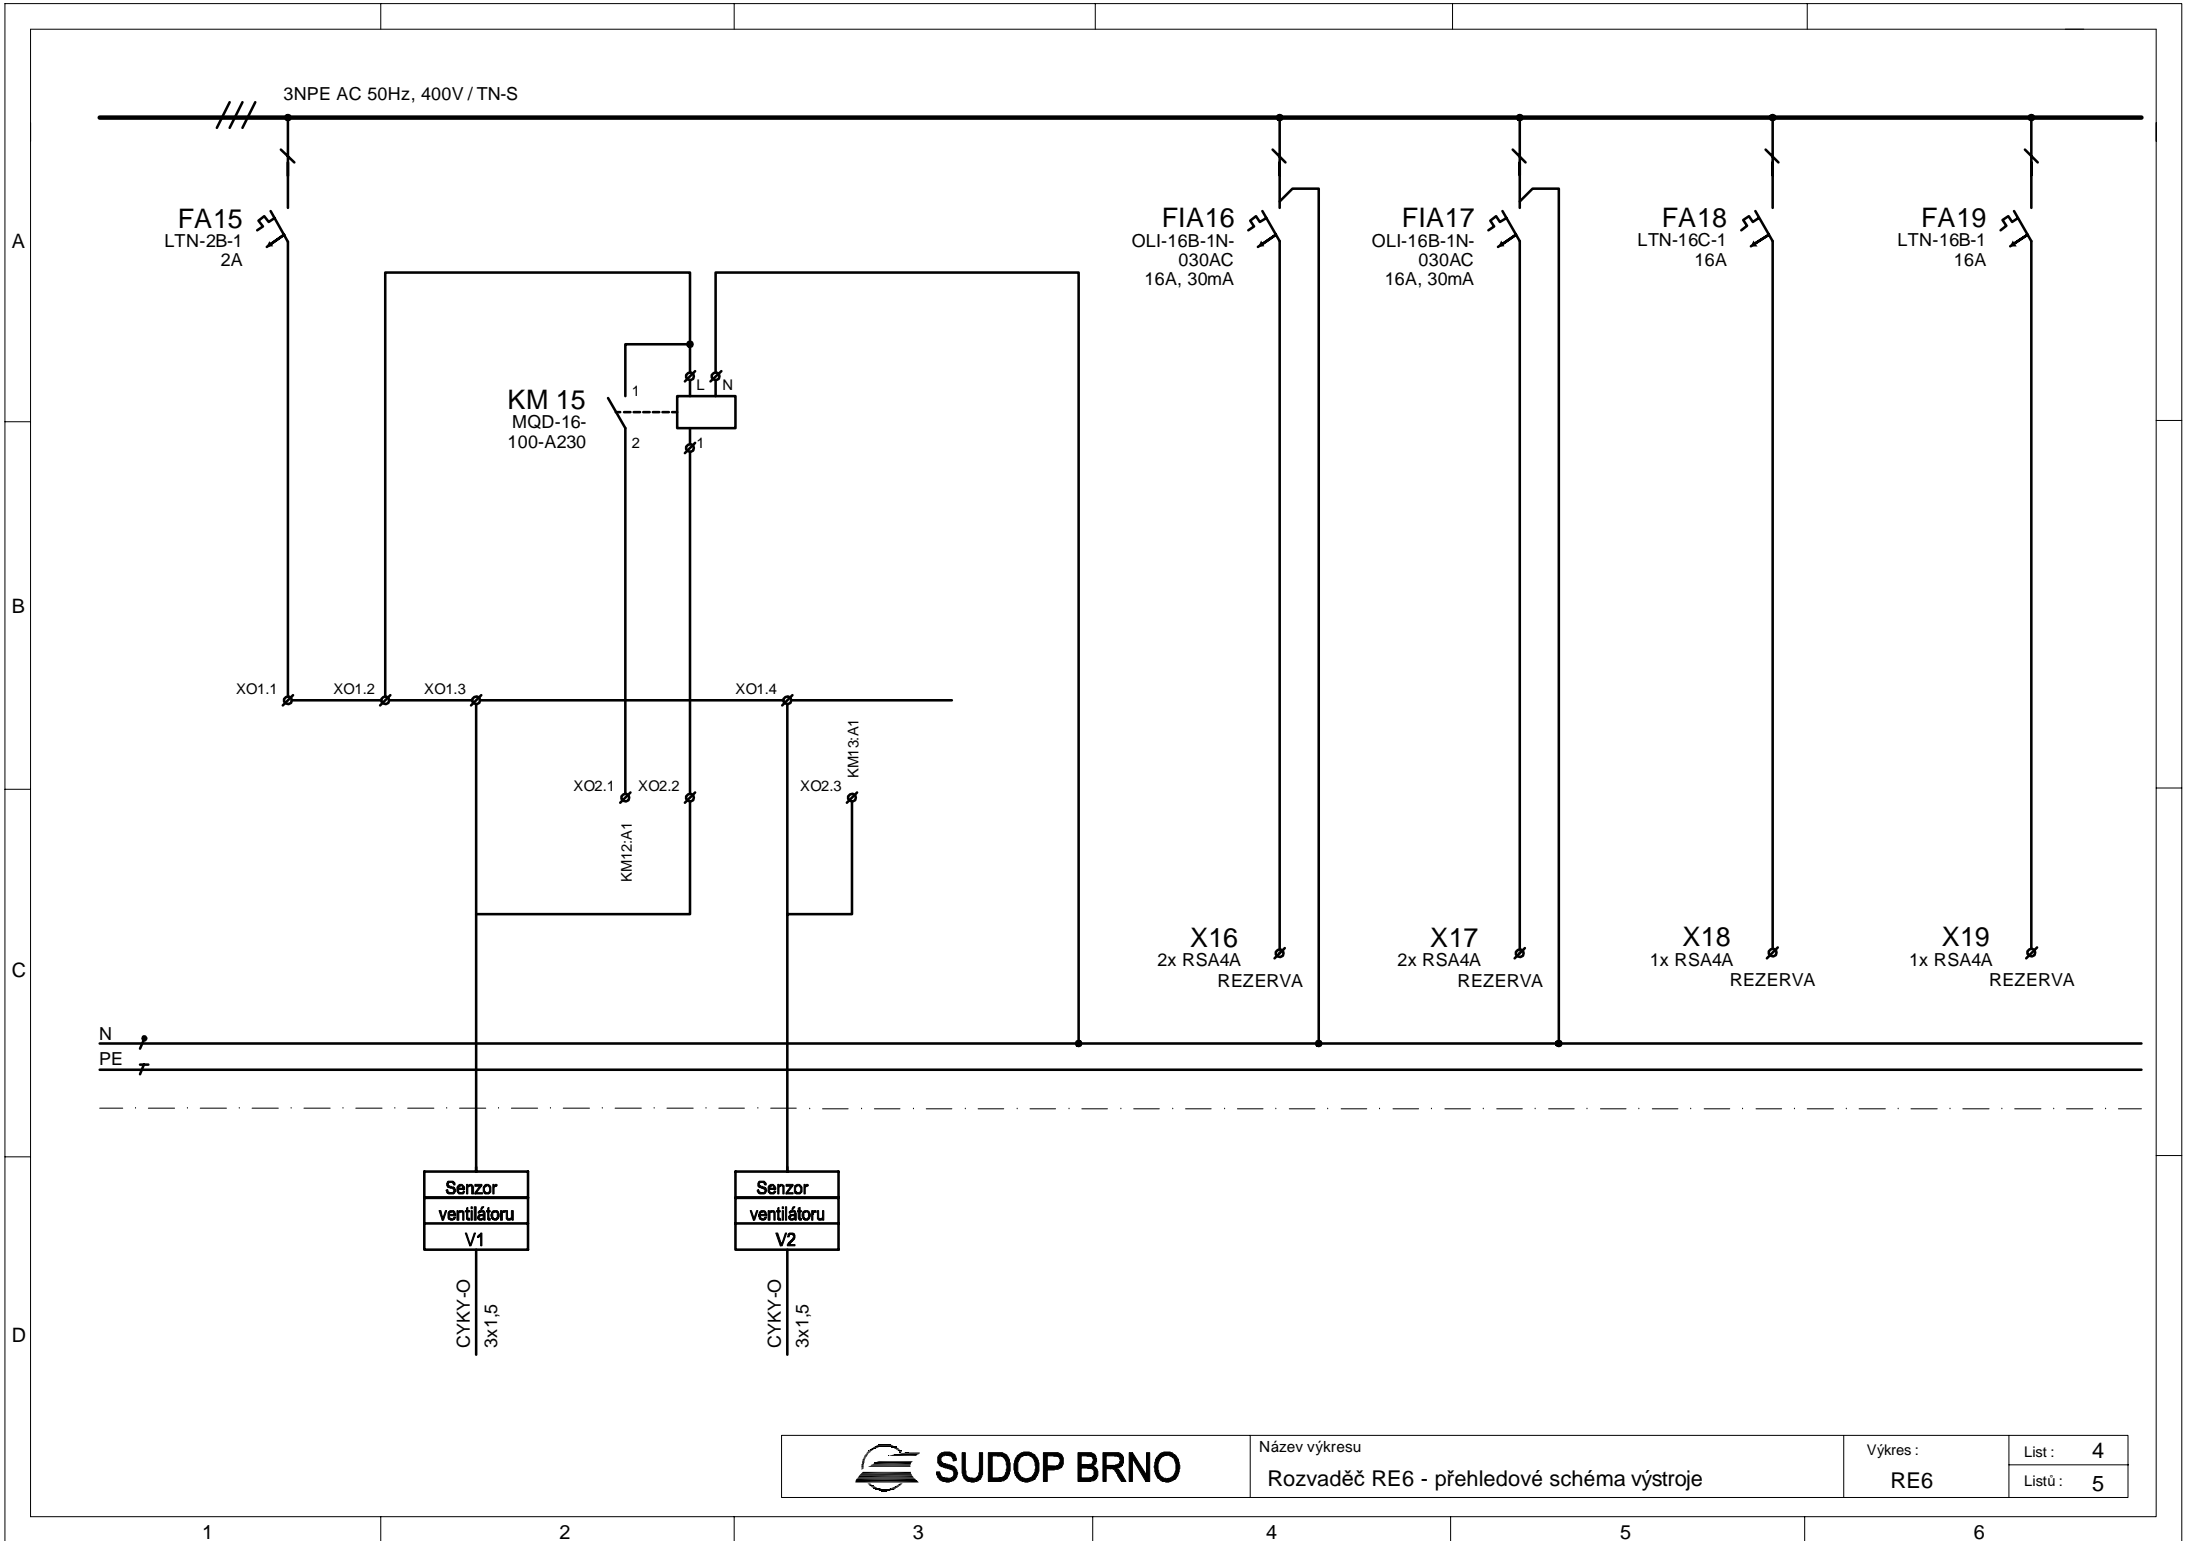 3NPE AC 50Hz, 400V / TN-S
FA15
LTN-2B-1
2A
FIA16
OLI-16B-1N-
030AC
16A, 30mA
FIA17
OLI-16B-1N-
030AC
16A, 30mA
FA18
LTN-16C-1
16A
FA19
LTN-16B-1
16A
A
L
N
KM 15
MQD-16-
100-A230
1
2
1
B
XO1.1
XO1.2
XO1.3
XO1.4
KM13:A1
XO2.1
XO2.2
XO2.3
KM12:A1
X16
2x RSA4A
REZERVA
X17
2x RSA4A
REZERVA
X18
1x RSA4A
REZERVA
X19
1x RSA4A
REZERVA
C
N
PE
Senzor
ventilátoru
V1
Senzor
ventilátoru
V2
CYKY-O
3x1,5
CYKY-O
3x1,5
D
SUDOP BRNO
Název výkresu
Rozvaděč RE6 - přehledové schéma výstroje
Výkres :
RE6
List : 4
Listů : 5
1
2
3
4
5
6